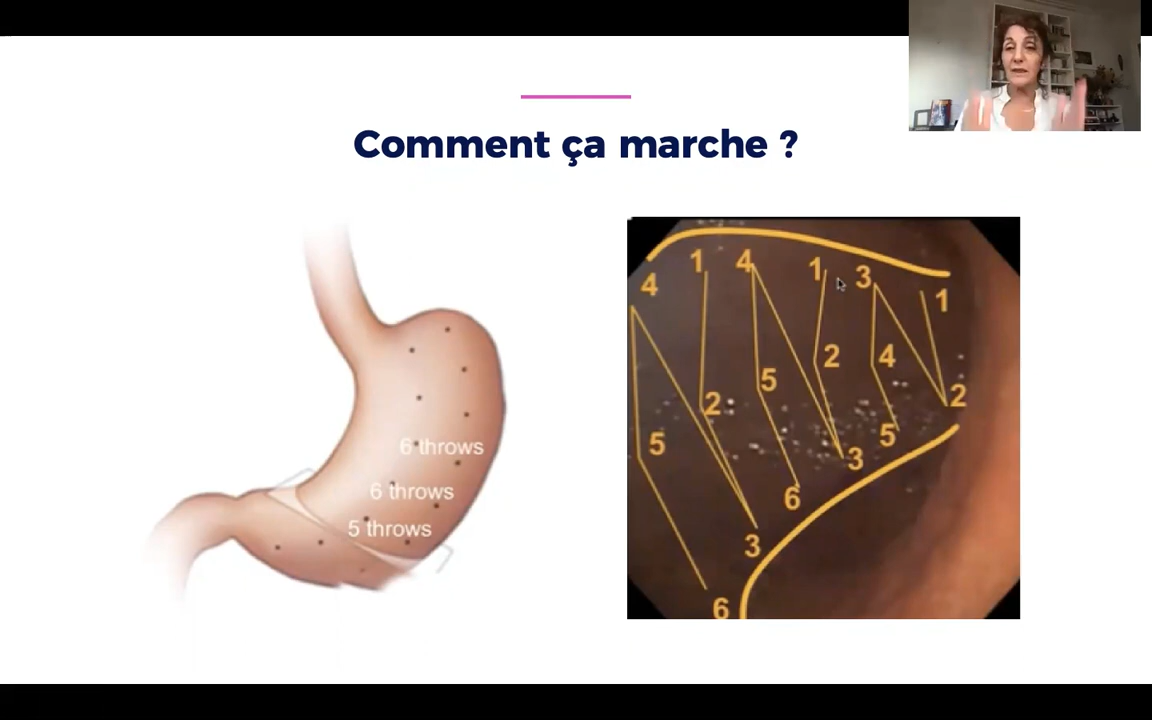 Comment ça marche ?
6 throws
6 throws
5 throws
4 1 4 1 3 1
2 4
5 2 2
5 5
3
6
3
6